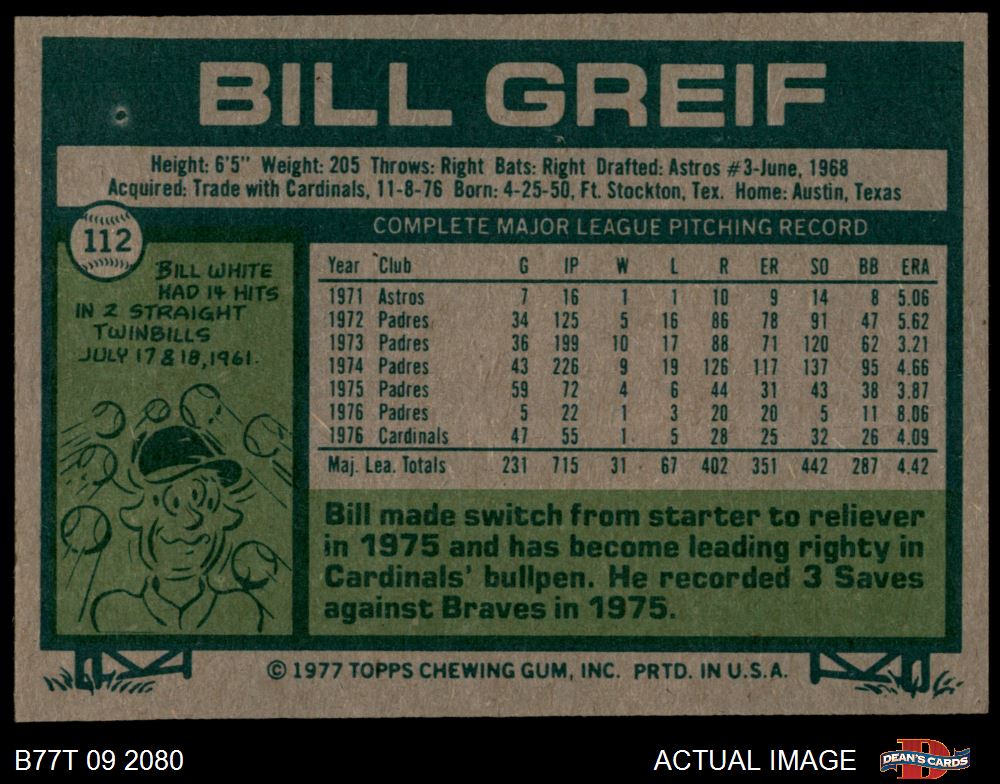 BILL GREIF
Height: 6'5" Weight: 205 Throws: Right Bats: Right Drafted: Astros #3-June, 1968
Acquired: Trade with Cardinals, 11-8-76 Born: 4-25-50, Ft. Stockton, Tex. Home: Austin, Texas
112
BILL WHITE
HAD 14 HITS
IN 2 STRAIGHT
TWINBILLS
JULY 17 & 18, 1961.
COMPLETE MAJOR LEAGUE PITCHING RECORD
Year Club G IP W L R ER SO BB ERA
1971 Astros 7 16 1 1 10 9 14 8 5.06
1972 Padres 34 125 5 16 86 78 91 47 5.62
1973 Padres 36 199 10 17 88 71 120 62 3.21
1974 Padres 43 226 9 19 126 117 137 95 4.66
1975 Padres 59 72 4 6 44 31 43 38 3.87
1976 Padres 5 22 1 3 20 20 5 11 8.06
1976 Cardinals 47 55 1 5 28 25 32 26 4.09
Maj. Lea. Totals 231 715 31 67 402 351 442 287 4.42
Bill made switch from starter to reliever
in 1975 and has become leading righty in
Cardinals' bullpen. He recorded 3 Saves
against Braves in 1975.
© 1977 TOPPS CHEWING GUM, INC. PRTD. IN U.S.A.
B77T 09 2080 ACTUAL IMAGE
D
DEAN'S CARDS